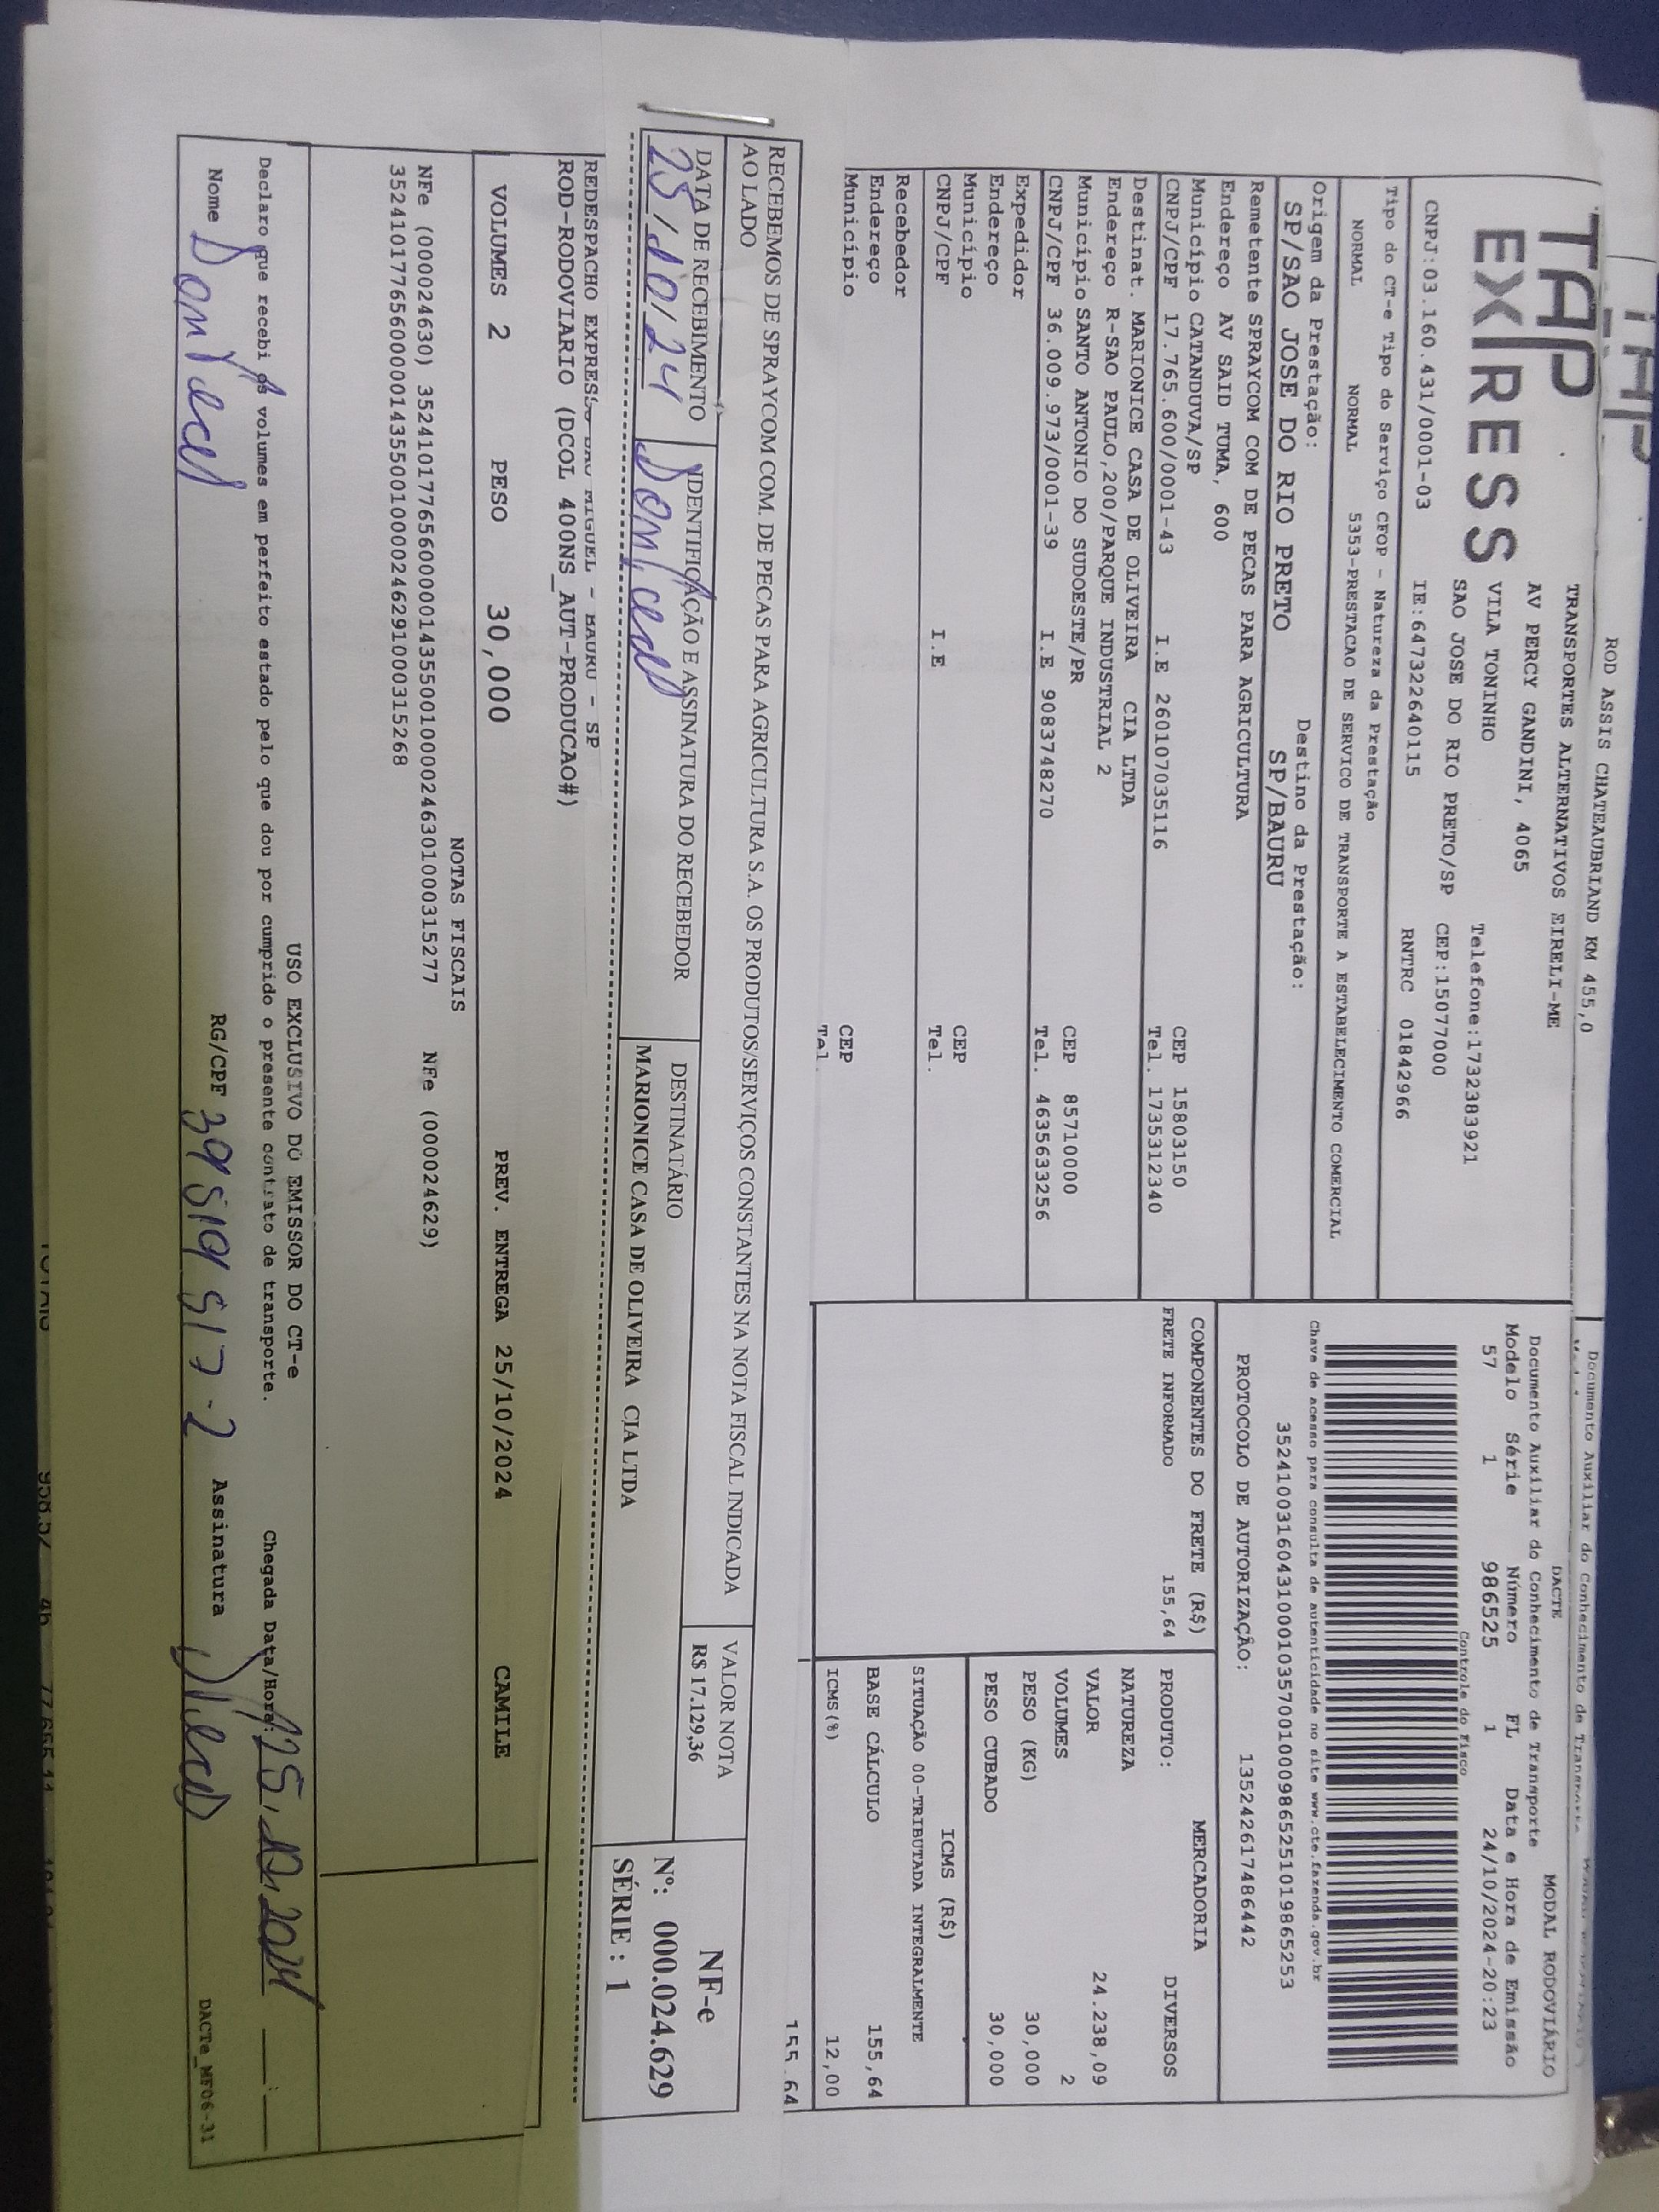 TAP
EXPRESS
ROD ASSIS CHATEAUBRIAND KM 455,0
TRANSPORTES ALTERNATIVOS EIRELI-ME
AV PERCY GANDINI, 4065
VILA TONINHO
Telefone:1732383921
SAO JOSE DO RIO PRETO/SP CEP:15077000
CNPJ:03.160.431/0001-03 IE:647322640115 RNTRC 01842966
Tipo do CT-e Tipo do Serviço CFOP - Natureza da Prestação
NORMAL NORMAL 5353-PRESTACAO DE SERVICO DE TRANSPORTE A ESTABELECIMENTO COMERCIAL
Origem da Prestação: Destino da Prestação:
SP/SAO JOSE DO RIO PRETO SP/BAURU
Remetente SPRAYCOM COM DE PECAS PARA AGRICULTURA
Endereço AV SAID TUMA, 600
Município CATANDUVA/SP CEP 15803150
CNPJ/CPF 17.765.600/0001-43 I.E 260107035116 Tel. 1735312340
Destinat. MARIONICE CASA DE OLIVEIRA CIA LTDA
Endereço R-SAO PAULO,200/PARQUE INDUSTRIAL 2
Município SANTO ANTONIO DO SUDOESTE/PR CEP 85710000
CNPJ/CPF 36.009.973/0001-39 I.E 9083748270 Tel. 4635633256
Expedidor
Endereço
Município CEP
CNPJ/CPF I.E Tel.
Recebedor
Endereço
Município CEP
Tel.
Documento Auxiliar do Conhecimento de Transporte
DACTE MODAL RODOVIÁRIO
Documento Auxiliar do Conhecimento de Transporte
Modelo Série Número FL Data e Hora de Emissão
57 1 986525 1 24/10/2024-20:23
Controle do Fisco
Chave de acesso para consulta de autenticidade no site www.cte.fazenda.gov.br
35241003160431000103570010009865251019865253
PROTOCOLO DE AUTORIZAÇÃO: 135242617486442
COMPONENTES DO FRETE (R$)
FRETE INFORMADO 155,64
MERCADORIA
PRODUTO: DIVERSOS
NATUREZA
VALOR 24.238,09
VOLUMES 2
PESO (KG) 30,000
PESO CUBADO 30,000
ICMS (R$)
SITUAÇÃO 00-TRIBUTADA INTEGRALMENTE
BASE CÁLCULO 155,64
ICMS(%) 12,00
155.64
RECEBEMOS DE SPRAYCOM COM. DE PECAS PARA AGRICULTURA S.A. OS PRODUTOS/SERVIÇOS CONSTANTES NA NOTA FISCAL INDICADA
AO LADO
DATA DE RECEBIMENTO IDENTIFICAÇÃO E ASSINATURA DO RECEBEDOR DESTINATÁRIO VALOR NOTA
25/10/24 MARIONICE CASA DE OLIVEIRA CIA LTDA R$ 17.129,36
NF-e
Nº: 000.024.629
SÉRIE : 1
REDESPACHO EXPRESSO SAO MIGUEL - BAURU - SP
ROD-RODOVIARIO (DCOL 400NS_AUT-PRODUCAO#)
VOLUMES 2 PESO 30,000 PREV. ENTREGA 25/10/2024 CAMILE
NOTAS FISCAIS
NFe (000024630) 35241017765600000143550010000246301000315277 NFe (000024629)
35241017765600000143550010000246291000315268
USO EXCLUSIVO DO EMISSOR DO CT-e
Declaro que recebi os volumes em perfeito estado pelo que dou por cumprido o presente contrato de transporte. Chegada Data/Hora: 25.10.2024
Nome RG/CPF Assinatura
DACTe_MF06-31